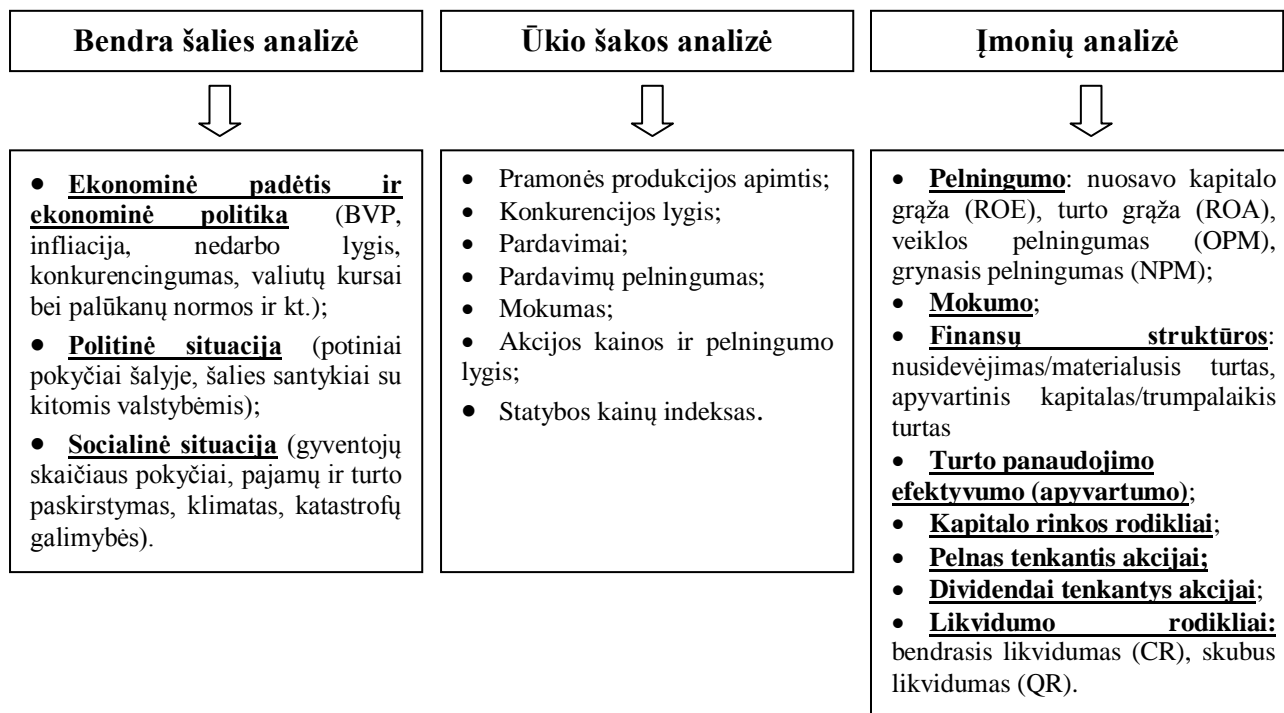 Bendra šalies analizė
• Ekonominė padėtis ir
ekonominė politika (BVP,
infliacija, nedarbo lygis,
konkurencingumas, valiutų kursai
bei palūkanų normos ir kt.);
• Politinė situacija (potiniai
pokyčiai šalyje, šalies santykiai su
kitomis valstybėmis);
• Socialinė situacija (gyventojų
skaičiaus pokyčiai, pajamų ir turto
paskirstymas, klimatas, katastrofų
galimybės).
Ūkio šakos analizė
• Pramonės produkcijos apimtis;
• Konkurencijos lygis;
• Pardavimai;
• Pardavimų pelningumas;
• Mokumas;
• Akcijos kainos ir pelningumo
lygis;
• Statybos kainų indeksas.
Įmonių analizė
• Pelningumo: nuosavo kapitalo
grąža (ROE), turto grąža (ROA),
veiklos pelningumas (OPM),
grynasis pelningumas (NPM);
• Mokumo;
• Finansų struktūros:
nusidevėjimas/materialusis turtas,
apyvartinis kapitalas/trumpalaikis
turtas
• Turto panaudojimo
efektyvumo (apyvartumo);
• Kapitalo rinkos rodikliai;
• Pelnas tenkantis akcijai;
• Dividendai tenkantys akcijai;
• Likvidumo rodikliai:
bendrasis likvidumas (CR), skubus
likvidumas (QR).